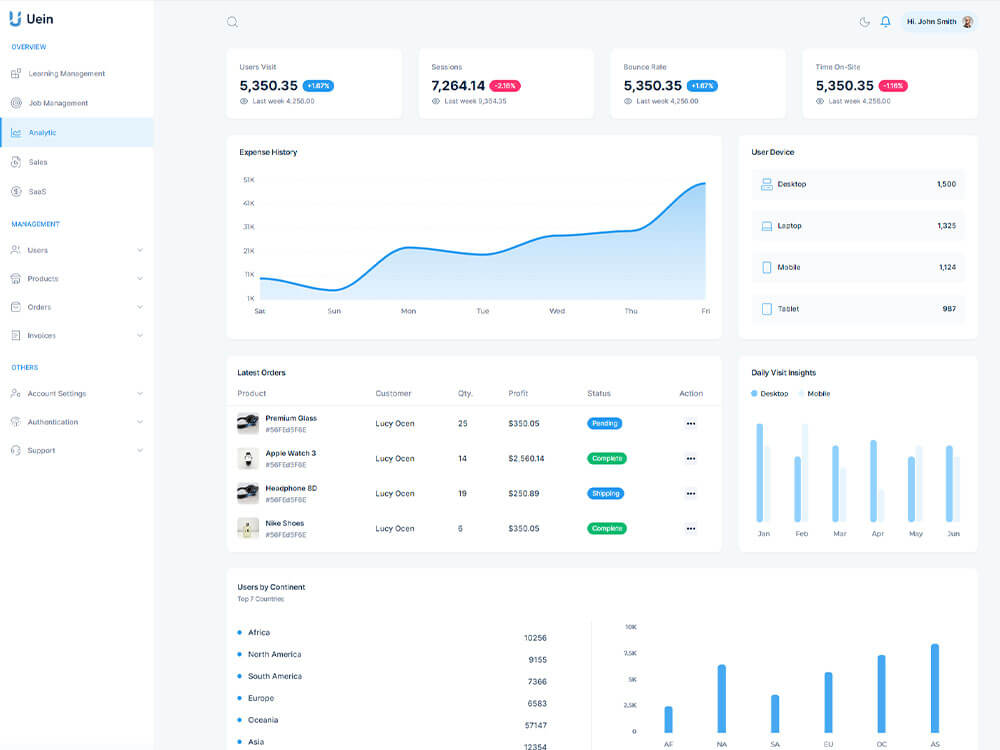 Uein
Hi, John Smith
OVERVIEW
Learning Management
Job Management
Analytic
Sales
SaaS
MANAGEMENT
Users
Products
Orders
Invoices
OTHERS
Account Settings
Authentication
Support
Users Visit
5,350.35 +1.67%
Last week 4,256.00
Sessions
7,264.14 -2.16%
Last week 9,364.35
Bounce Rate
5,350.35 +1.67%
Last week 4,256.00
Time On-Site
5,350.35 -1.16%
Last week 4,256.00
Expense History
51K
41K
31K
21K
11K
1K
Sat Sun Mon Tue Wed Thu Fri
User Device
Desktop 1,500
Laptop 1,325
Mobile 1,124
Tablet 987
Latest Orders
Product Customer Qty. Profit Status Action
Premium Glass
#56FEd5F6E
Lucy Ocen 25 $350.05 Pending
Apple Watch 3
#56FEd5F6E
Lucy Ocen 14 $2,560.14 Complete
Headphone 8D
#56FEd5F6E
Lucy Ocen 19 $250.89 Shipping
Nike Shoes
#56FEd5F6E
Lucy Ocen 6 $350.05 Complete
Daily Visit Insights
Desktop Mobile
Jan Feb Mar Apr May Jun
Users by Continent
Top 7 Countries
Africa 10256
North America 9155
South America 7366
Europe 6583
Oceania 57147
Asia 12354
10K
7.5K
5K
2.5K
0
AF NA SA EU OC AS